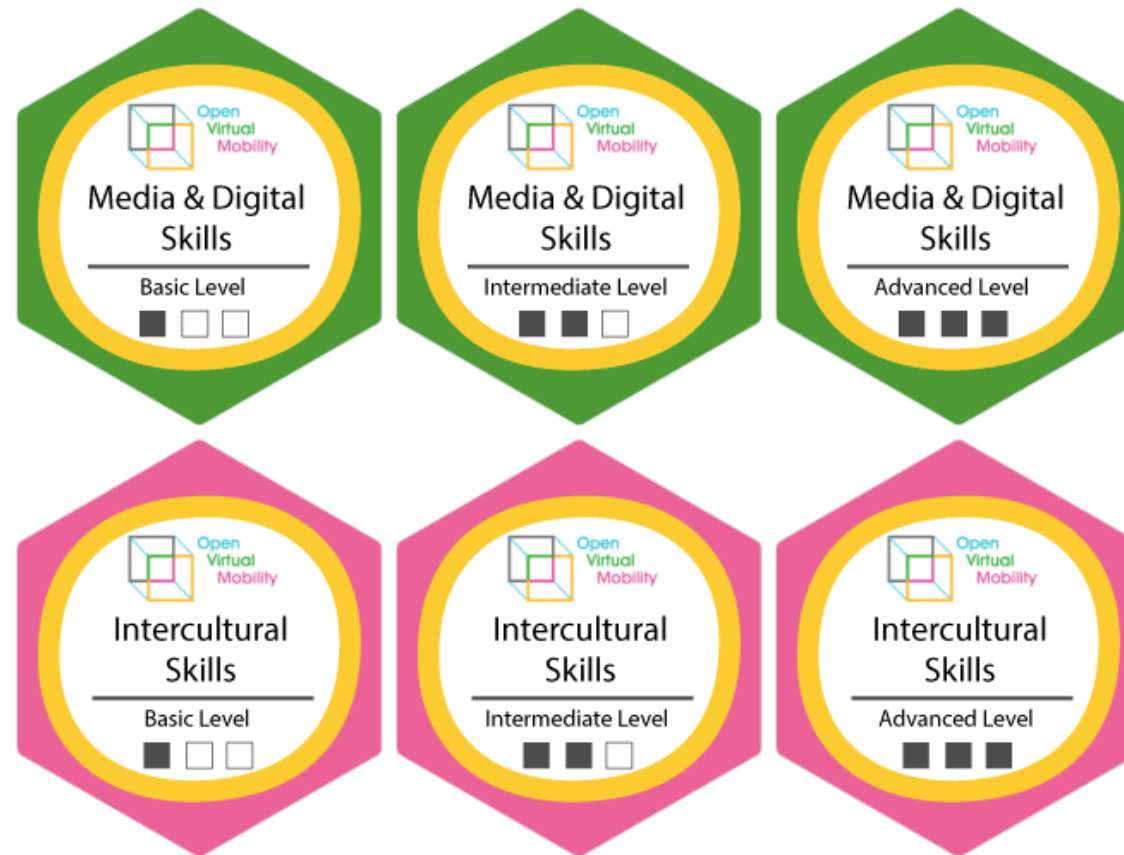 Open
Virtual
Mobility
Media & Digital
Skills
Basic Level
Open
Virtual
Mobility
Media & Digital
Skills
Intermediate Level
Open
Virtual
Mobility
Media & Digital
Skills
Advanced Level
Open
Virtual
Mobility
Intercultural
Skills
Basic Level
Open
Virtual
Mobility
Intercultural
Skills
Intermediate Level
Open
Virtual
Mobility
Intercultural
Skills
Advanced Level